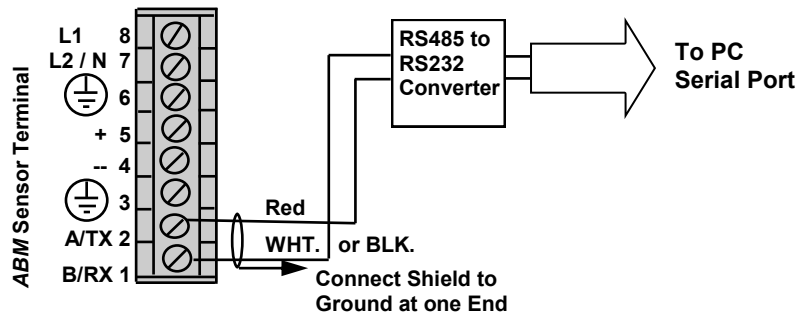 ABM Sensor Terminal
L1 8
L2 / N 7
6
+ 5
-- 4
3
A/TX 2
B/RX 1
Red
WHT. or BLK.
Connect Shield to
Ground at one End
RS485 to
RS232
Converter
To PC
Serial Port